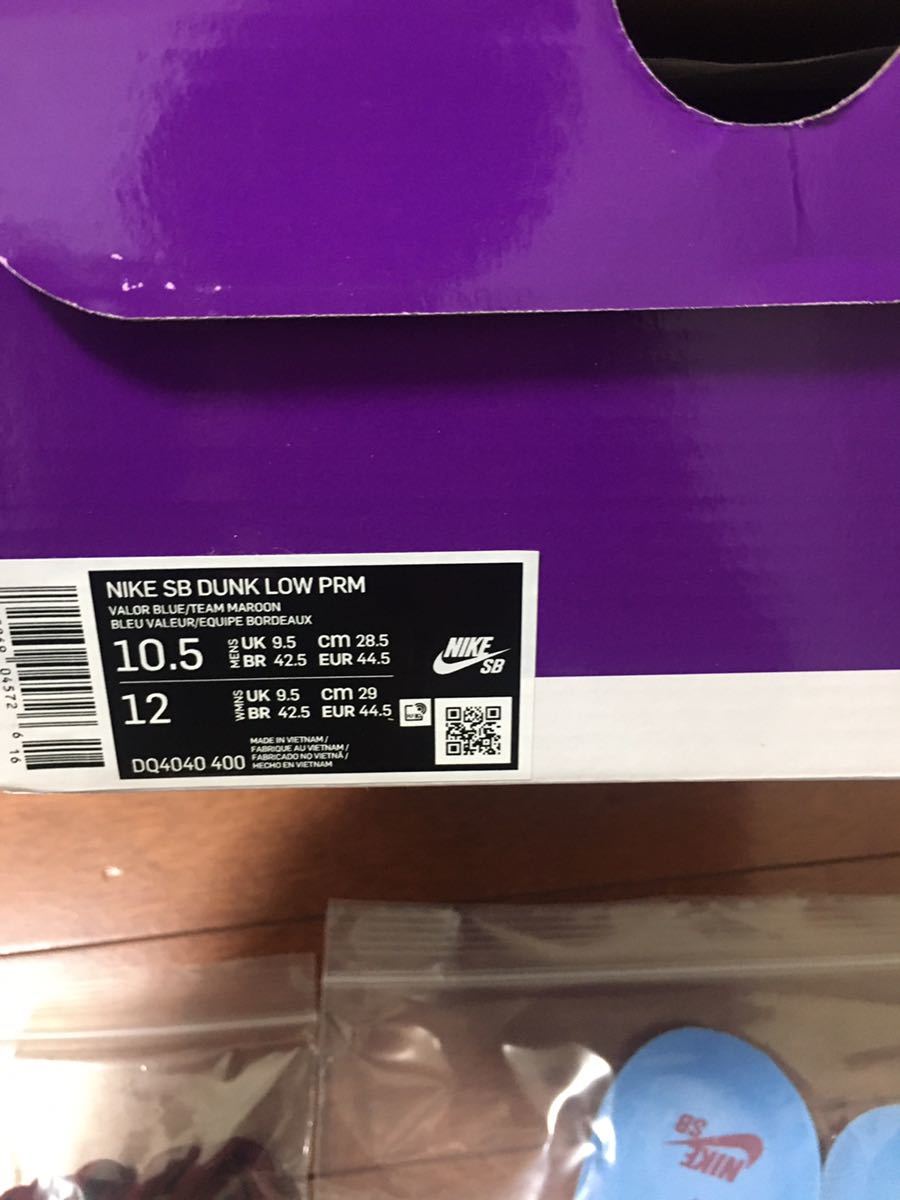 NIKE SB DUNK LOW PRM
VALOR BLUE/TEAM MAROON
BLEU VALEUR/EQUIPE BORDEAUX
10.5 MENS UK 9.5 cm 28.5
BR 42.5 EUR 44.5
12 WMNS UK 9.5 cm 29
BR 42.5 EUR 44.5
DQ4040 400
MADE IN VIETNAM /
FABRIQUE AU VIETNAM /
FABRICADO NO VIETNÃ /
HECHO EN VIETNAM
NIKE
SB
04572 6 16
NIKE
SB